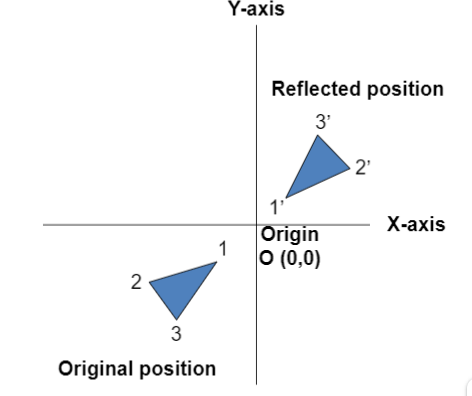 Y-axis
Reflected position
3'
2'
1'
X-axis
Origin
O (0,0)
1
2
3
Original position